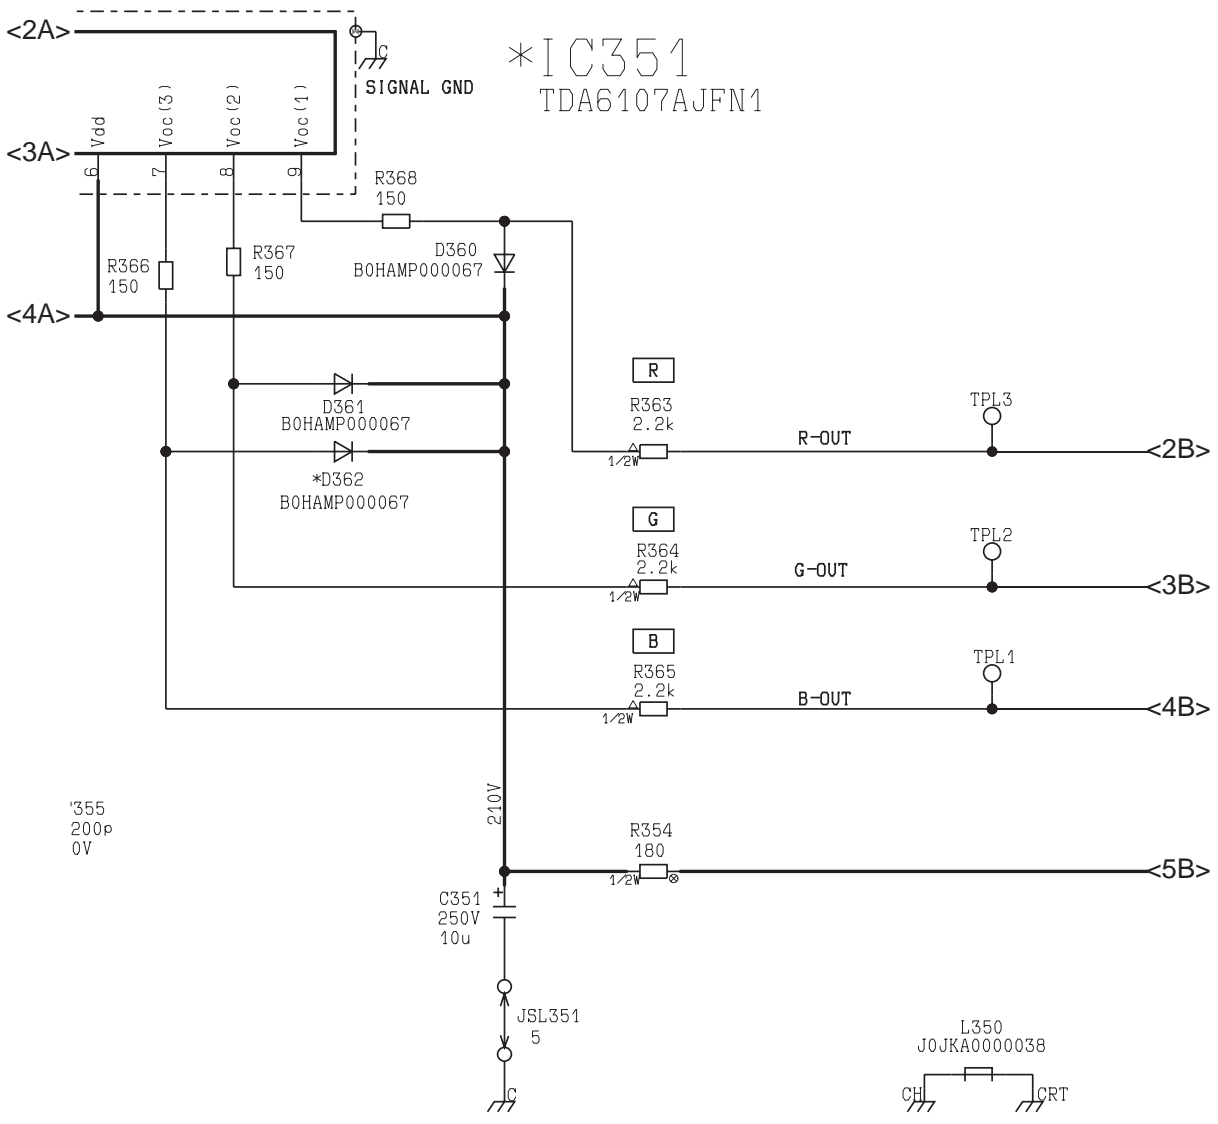 <2A>
C
SIGNAL GND
*IC351
TDA6107AJFN1
Vdd
Voc(3)
Voc(2)
Voc(1)
<3A>
6
7
8
9
R368
150
R366
150
R367
150
D360
B0HAMP000067
<4A>
D361
B0HAMP000067
*D362
B0HAMP000067
R
R363
2.2k
1/2W
R-OUT
TPL3
<2B>
G
R364
2.2k
1/2W
G-OUT
TPL2
<3B>
B
R365
2.2k
1/2W
B-OUT
TPL1
<4B>
210V
'355
200p
0V
R354
180
1/2W
<5B>
+
C351
250V
10u
JSL351
5
C
L350
J0JKA0000038
CH
CRT